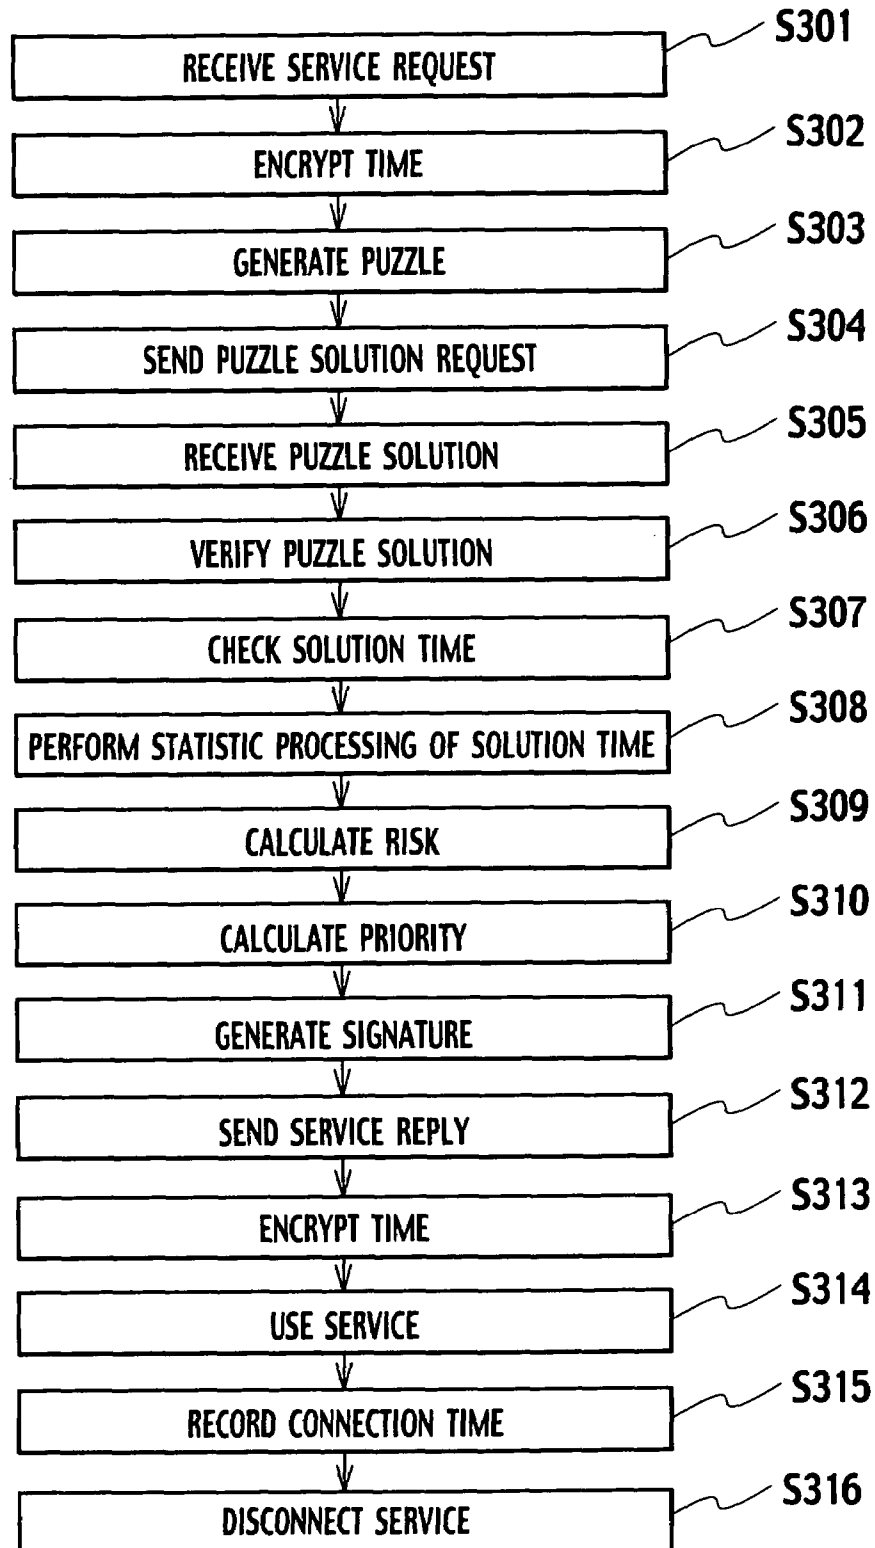 S301
RECEIVE SERVICE REQUEST
S302
ENCRYPT TIME
S303
GENERATE PUZZLE
S304
SEND PUZZLE SOLUTION REQUEST
S305
RECEIVE PUZZLE SOLUTION
S306
VERIFY PUZZLE SOLUTION
S307
CHECK SOLUTION TIME
S308
PERFORM STATISTIC PROCESSING OF SOLUTION TIME
S309
CALCULATE RISK
S310
CALCULATE PRIORITY
S311
GENERATE SIGNATURE
S312
SEND SERVICE REPLY
S313
ENCRYPT TIME
S314
USE SERVICE
S315
RECORD CONNECTION TIME
S316
DISCONNECT SERVICE